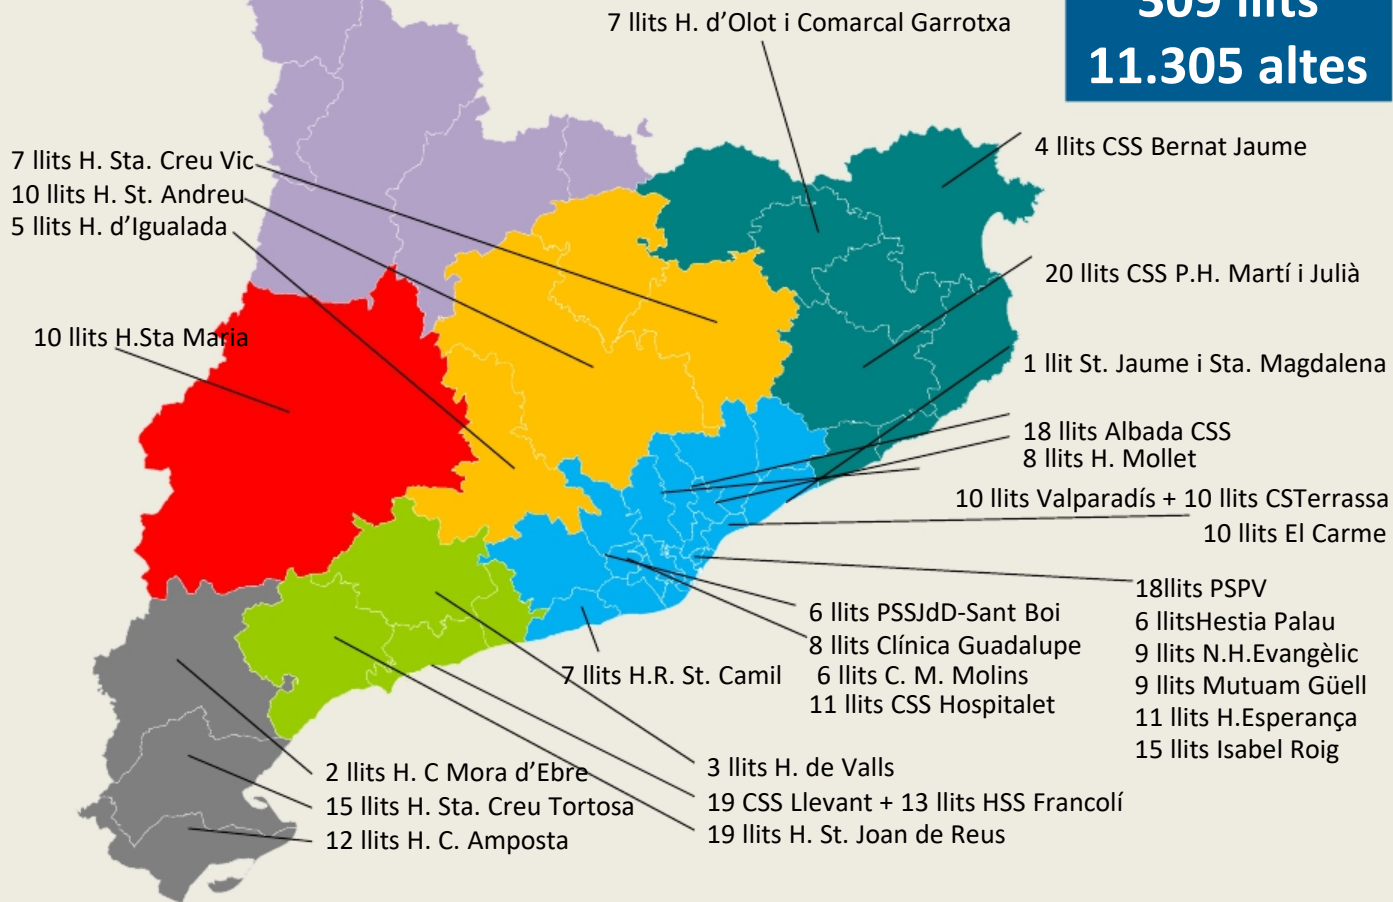 309 llits
11.305 altes
7 llits H. d’Olot i Comarcal Garrotxa
4 llits CSS Bernat Jaume
7 llits H. Sta. Creu Vic
10 llits H. St. Andreu
5 llits H. d’Igualada
20 llits CSS P.H. Martí i Julià
10 llits H.Sta Maria
1 llit St. Jaume i Sta. Magdalena
18 llits Albada CSS
8 llits H. Mollet
10 llits Valparadís + 10 llits CSTerrassa
10 llits El Carme
18llits PSPV
6 llitsHestia Palau
9 llits N.H.Evangèlic
9 llits Mutuam Güell
11 llits H.Esperança
15 llits Isabel Roig
6 llits PSSJdD-Sant Boi
8 llits Clínica Guadalupe
6 llits C. M. Molins
11 llits CSS Hospitalet
7 llits H.R. St. Camil
2 llits H. C Mora d’Ebre
15 llits H. Sta. Creu Tortosa
12 llits H. C. Amposta
3 llits H. de Valls
19 CSS Llevant + 13 llits HSS Francolí
19 llits H. St. Joan de Reus